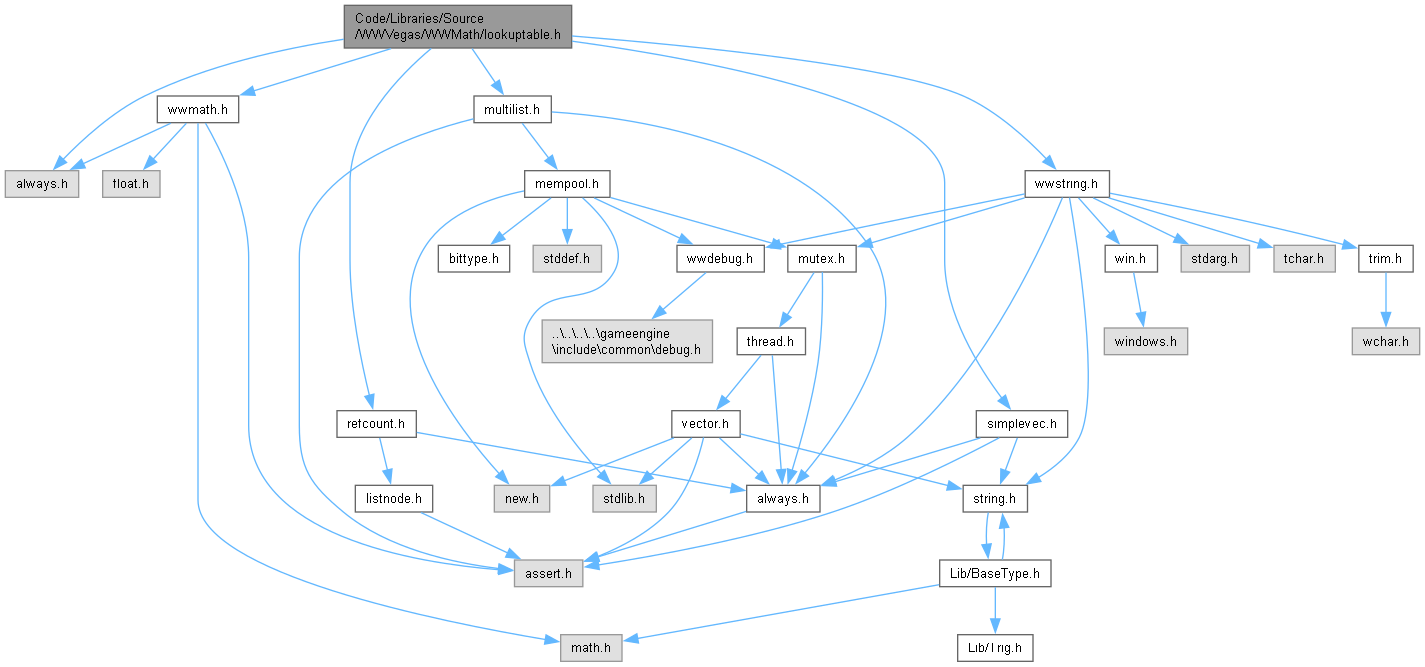 Code/Libraries/Source
/WWVegas/WWMath/lookuptable.h
wwmath.h
multilist.h
always.h
float.h
mempool.h
wwstring.h
bittype.h
stddef.h
wwdebug.h
mutex.h
win.h
stdarg.h
tchar.h
trim.h
..\..\..\..\gameengine
\include\common\debug.h
thread.h
windows.h
wchar.h
refcount.h
vector.h
simplevec.h
listnode.h
new.h
stdlib.h
always.h
string.h
assert.h
Lib/BaseType.h
math.h
Lib/Trig.h